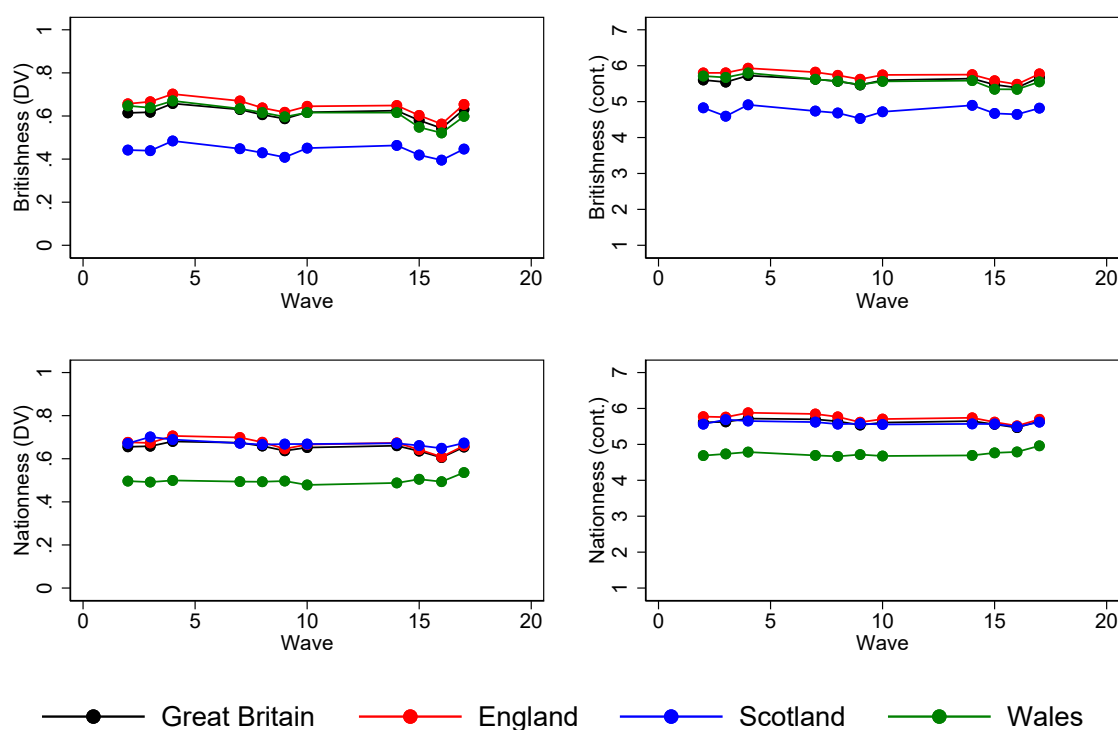 Britishness (DV)
1
.8
.6
.4
.2
0
0 5 10 15 20
Wave
Britishness (cont.)
7
6
5
4
3
2
1
0 5 10 15 20
Wave
Nationness (DV)
1
.8
.6
.4
.2
0
0 5 10 15 20
Wave
Nationness (cont.)
7
6
5
4
3
2
1
0 5 10 15 20
Wave
Great Britain England Scotland Wales